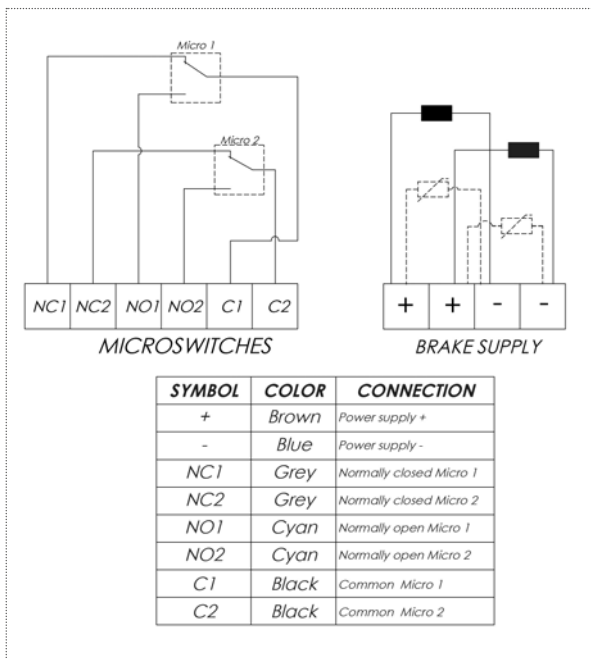 Micro 1
Micro 2
NC1 NC2 NO1 NO2 C1 C2
+ + - -
MICROSWITCHES
BRAKE SUPPLY
SYMBOL COLOR CONNECTION
+ Brown Power supply +
- Blue Power supply -
NC1 Grey Normally closed Micro 1
NC2 Grey Normally closed Micro 2
NO1 Cyan Normally open Micro 1
NO2 Cyan Normally open Micro 2
C1 Black Common Micro 1
C2 Black Common Micro 2